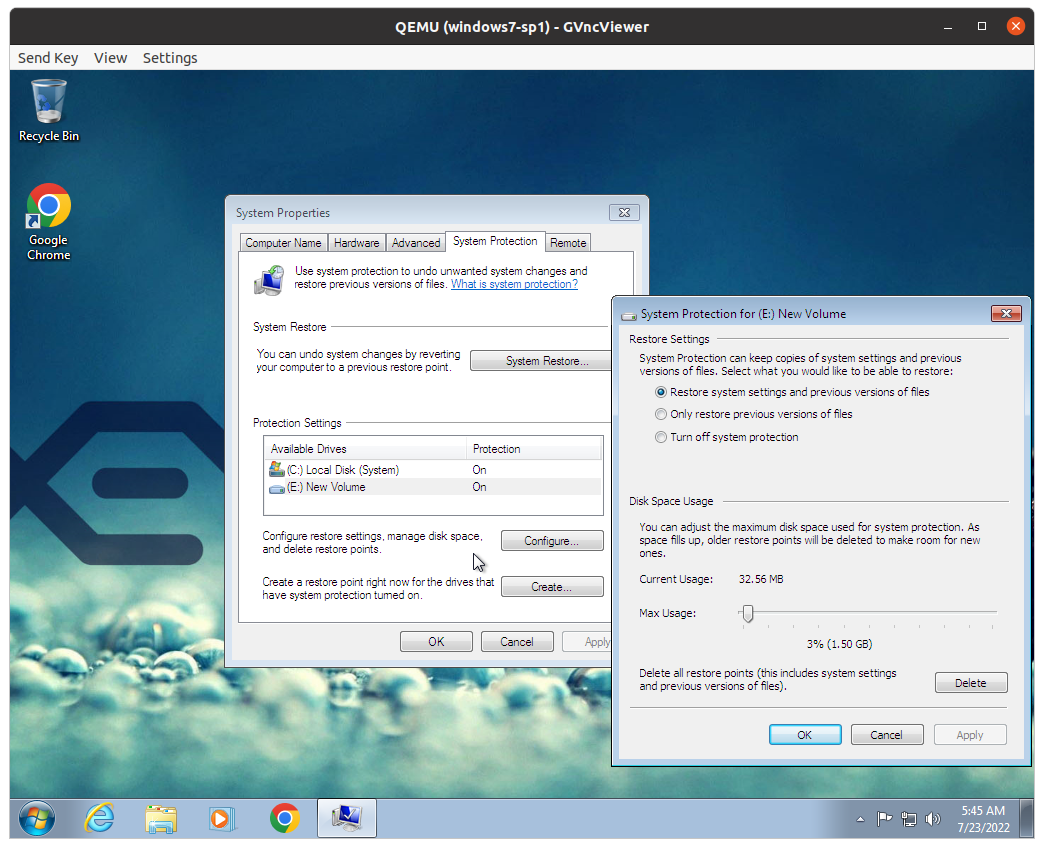 QEMU (windows7-sp1) - GVncViewer
Send Key View Settings
Recycle Bin
Google
Chrome
System Properties
Computer Name Hardware Advanced System Protection Remote
Use system protection to undo unwanted system changes and
restore previous versions of files. What is system protection?
System Restore
You can undo system changes by reverting
your computer to a previous restore point.
System Restore...
Protection Settings
Available Drives Protection
(C:) Local Disk (System) On
(E:) New Volume On
Configure restore settings, manage disk space,
and delete restore points.
Configure...
Create a restore point right now for the drives that
have system protection turned on.
Create...
OK Cancel Apply
System Protection for (E:) New Volume
Restore Settings
System Protection can keep copies of system settings and previous
versions of files. Select what you would like to be able to restore:
Restore system settings and previous versions of files
Only restore previous versions of files
Turn off system protection
Disk Space Usage
You can adjust the maximum disk space used for system protection. As
space fills up, older restore points will be deleted to make room for new
ones.
Current Usage: 32.56 MB
Max Usage:
3% (1.50 GB)
Delete all restore points (this includes system settings
and previous versions of files).
Delete
OK Cancel Apply
5:45 AM
7/23/2022